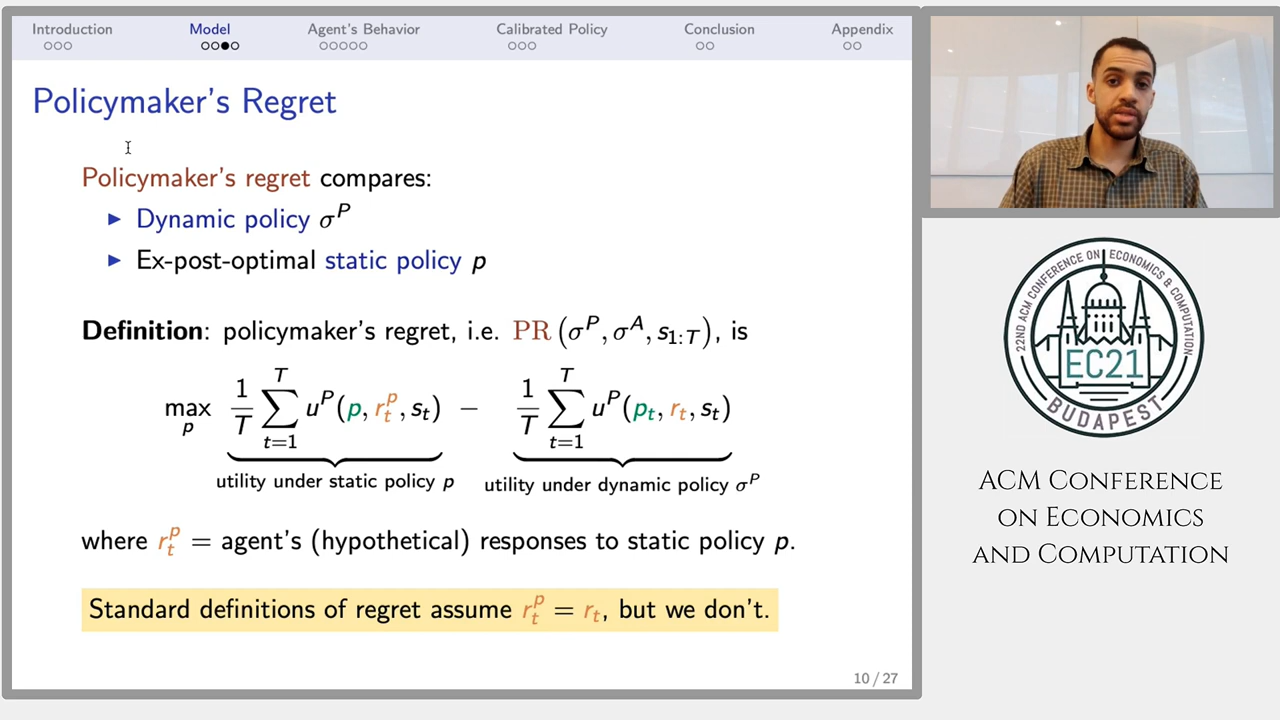 Introduction Model Agent's Behavior Calibrated Policy Conclusion Appendix
Policymaker's Regret
Policymaker's regret compares:
▶ Dynamic policy σ^P
▶ Ex-post-optimal static policy p
Definition: policymaker's regret, i.e. PR (σ^P, σ^A, s_{1:T}), is
max_p 1/T ∑_{t=1}^T u^P(p, r_t^p, s_t) − 1/T ∑_{t=1}^T u^P(p_t, r_t, s_t)
utility under static policy p utility under dynamic policy σ^P
where r_t^p = agent's (hypothetical) responses to static policy p.
Standard definitions of regret assume r_t^p = r_t, but we don't.
10 / 27
22ND ACM CONFERENCE ON ECONOMICS & COMPUTATION
EC21
BUDAPEST
ACM Conference
on Economics
and Computation